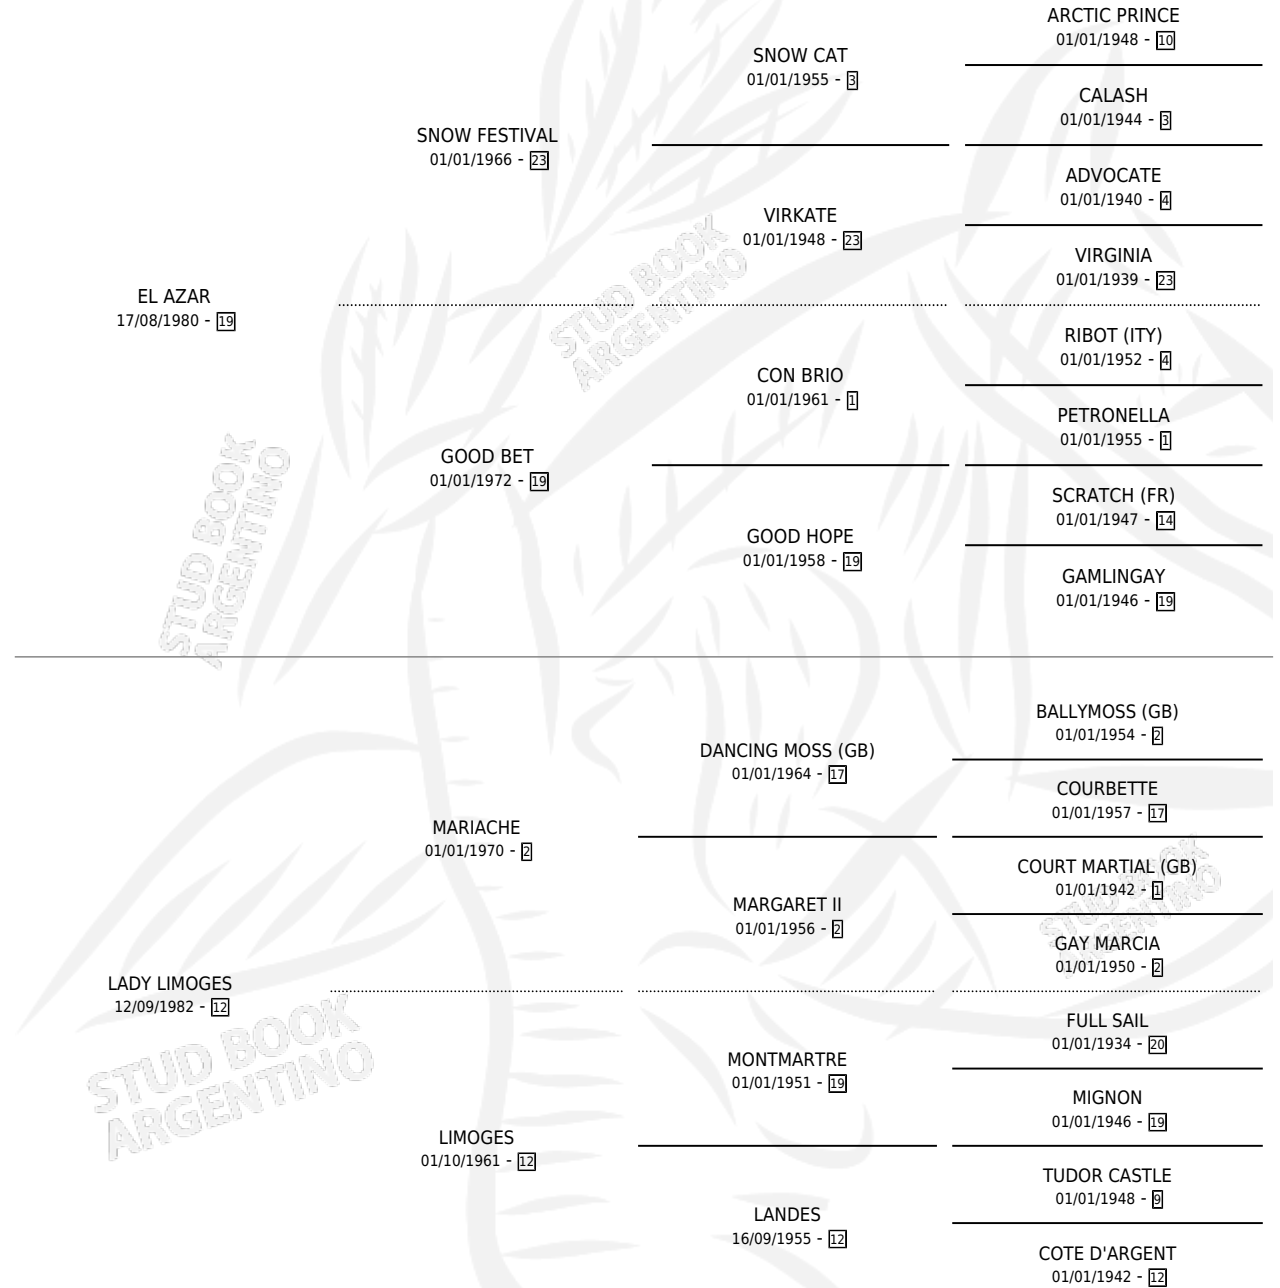 ARCTIC PRINCE
01/01/1948 - 10
SNOW CAT
01/01/1955 - 3
CALASH
01/01/1944 - 3
SNOW FESTIVAL
01/01/1966 - 23
ADVOCATE
01/01/1940 - 4
VIRKATE
01/01/1948 - 23
VIRGINIA
01/01/1939 - 23
EL AZAR
17/08/1980 - 19
STUD BOOK
ARGENTINO
RIBOT (ITY)
01/01/1952 - 4
CON BRIO
01/01/1961 - 1
PETRONELLA
01/01/1955 - 1
GOOD BET
01/01/1972 - 19
SCRATCH (FR)
01/01/1947 - 14
GOOD HOPE
01/01/1958 - 19
GAMLINGAY
01/01/1946 - 19
STUD BOOK
ARGENTINO
BALLYMOSS (GB)
01/01/1954 - 2
DANCING MOSS (GB)
01/01/1964 - 17
COURBETTE
01/01/1957 - 17
MARIACHE
01/01/1970 - 2
COURT MARTIAL (GB)
01/01/1942 - 1
MARGARET II
01/01/1956 - 2
GAY MARCIA
01/01/1950 - 2
STUD BOOK
ARGENTINO
LADY LIMOGES
12/09/1982 - 12
FULL SAIL
01/01/1934 - 20
MONTMARTRE
01/01/1951 - 19
MIGNON
01/01/1946 - 19
STUD BOOK
ARGENTINO
LIMOGES
01/10/1961 - 12
TUDOR CASTLE
01/01/1948 - 9
LANDES
16/09/1955 - 12
COTE D'ARGENT
01/01/1942 - 12